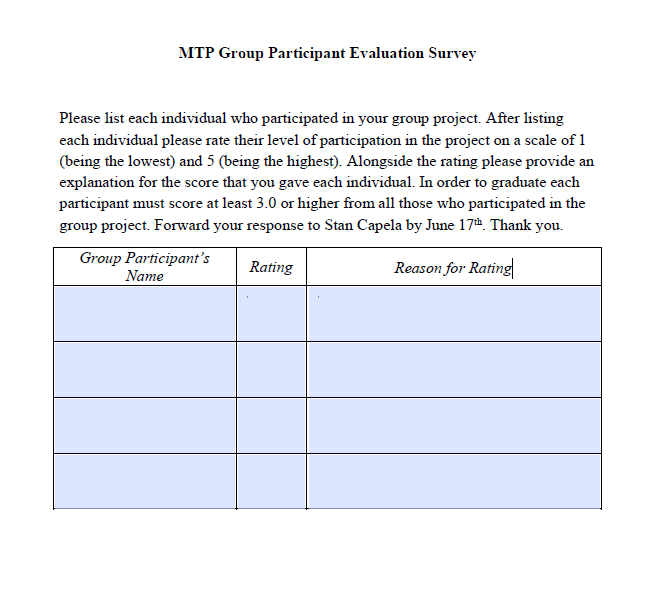 MTP Group Participant Evaluation Survey
Please list each individual who participated in your group project. After listing
each individual please rate their level of participation in the project on a scale of 1
(being the lowest) and 5 (being the highest). Alongside the rating please provide an
explanation for the score that you gave each individual. In order to graduate each
participant must score at least 3.0 or higher from all those who participated in the
group project. Forward your response to Stan Capela by June 17th. Thank you.
Group Participant's
Name
Rating
Reason for Rating